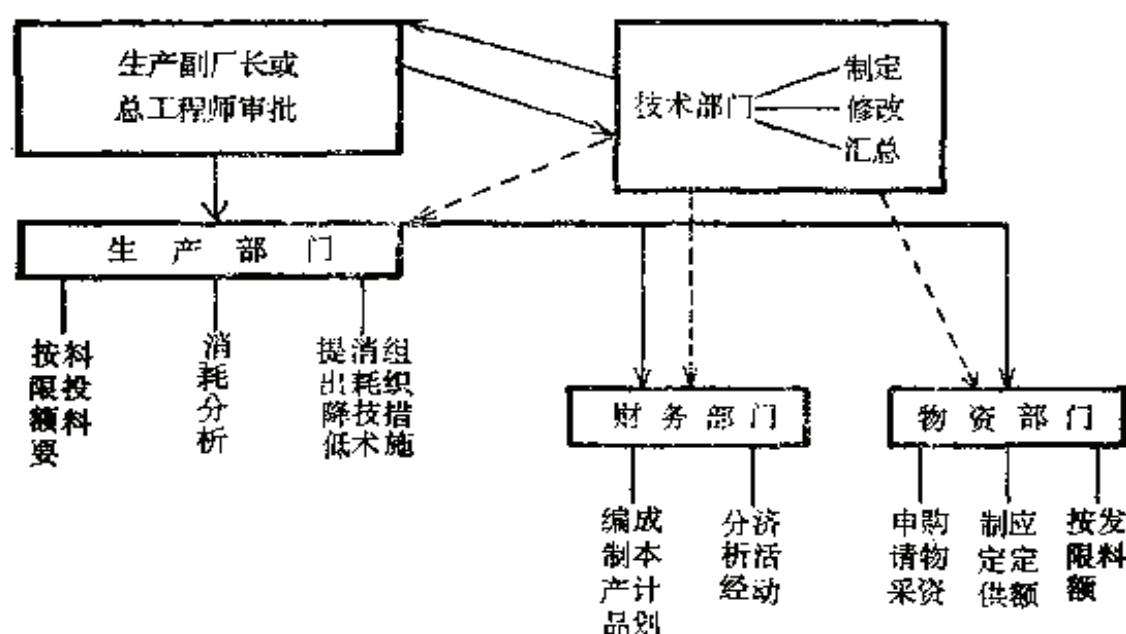 生产副厂长或
总工程师审批
技术部门
制定
修改
汇总
生产部门
按限额要
料投料
消耗分析
提出降低
消耗技术
组织措施
财务部门
物资部门
编制产品
成本计划
分析经
济活动
申请采
购物资
制定供
应定额
按限额
发料